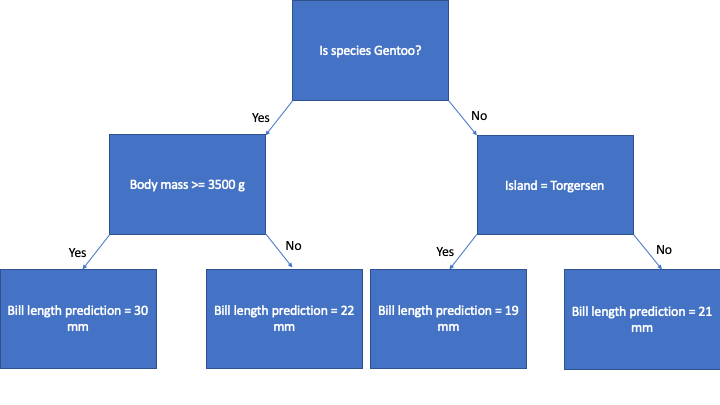 Is species Gentoo?
Yes
No
Body mass >= 3500 g
Island = Torgersen
Yes
No
Yes
No
Bill length prediction = 30
mm
Bill length prediction = 22
mm
Bill length prediction = 19
mm
Bill length prediction = 21
mm